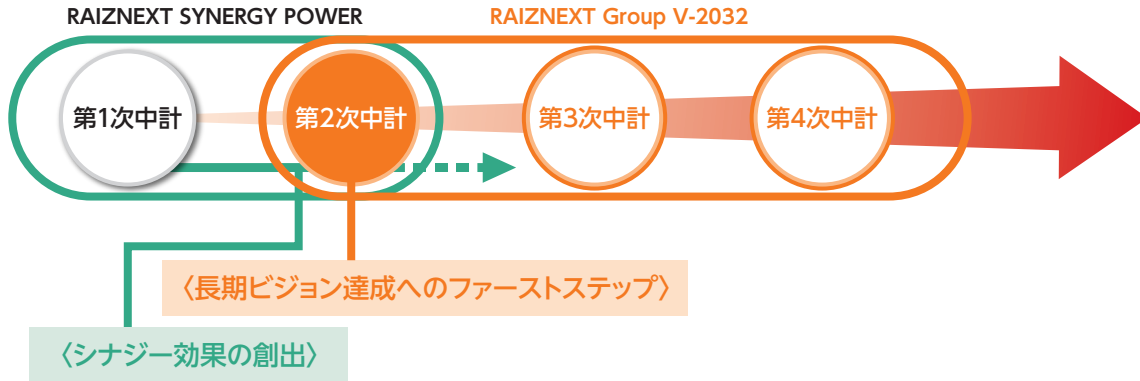 RAIZNEXT SYNERGY POWER
RAIZNEXT Group V-2032
第1次中計
第2次中計
第3次中計
第4次中計
〈長期ビジョン達成へのファーストステップ〉
〈シナジー効果の創出〉